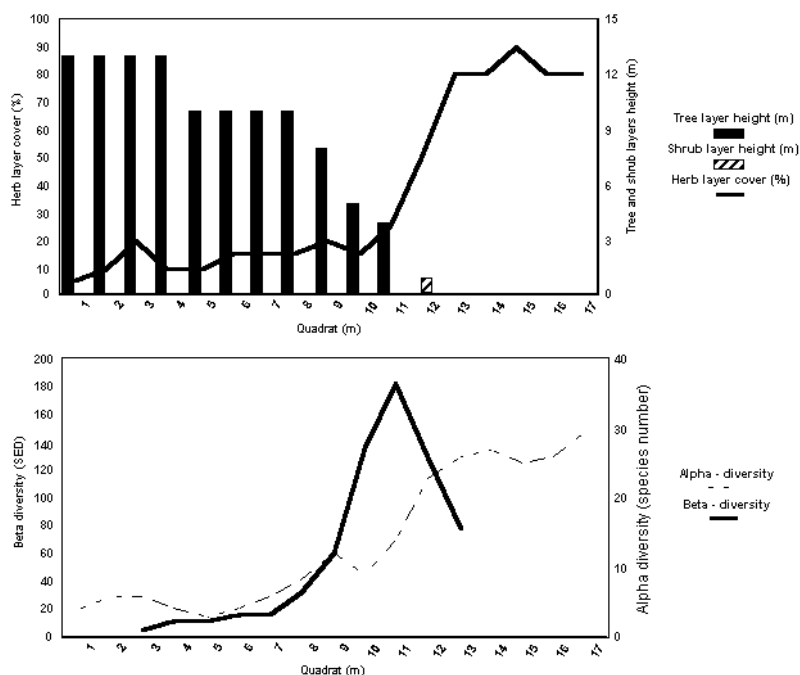 100
90
80
70
60
50
40
30
20
10
0
Herb layer cover (%)
15
12
9
6
3
0
Tree and shrub layers height (m)
1 2 3 4 5 6 7 8 9 10 11 12 13 14 15 16 17
Quadrat (m)
Tree layer height (m)
Shrub layer height (m)
Herb layer cover (%)
200
180
160
140
120
100
80
60
40
20
0
Beta diversity (SED)
40
30
20
10
0
Alpha diversity (species number)
1 2 3 4 5 6 7 8 9 10 11 12 13 14 15 16 17
Quadrat (m)
Alpha - diversity
Beta - diversity